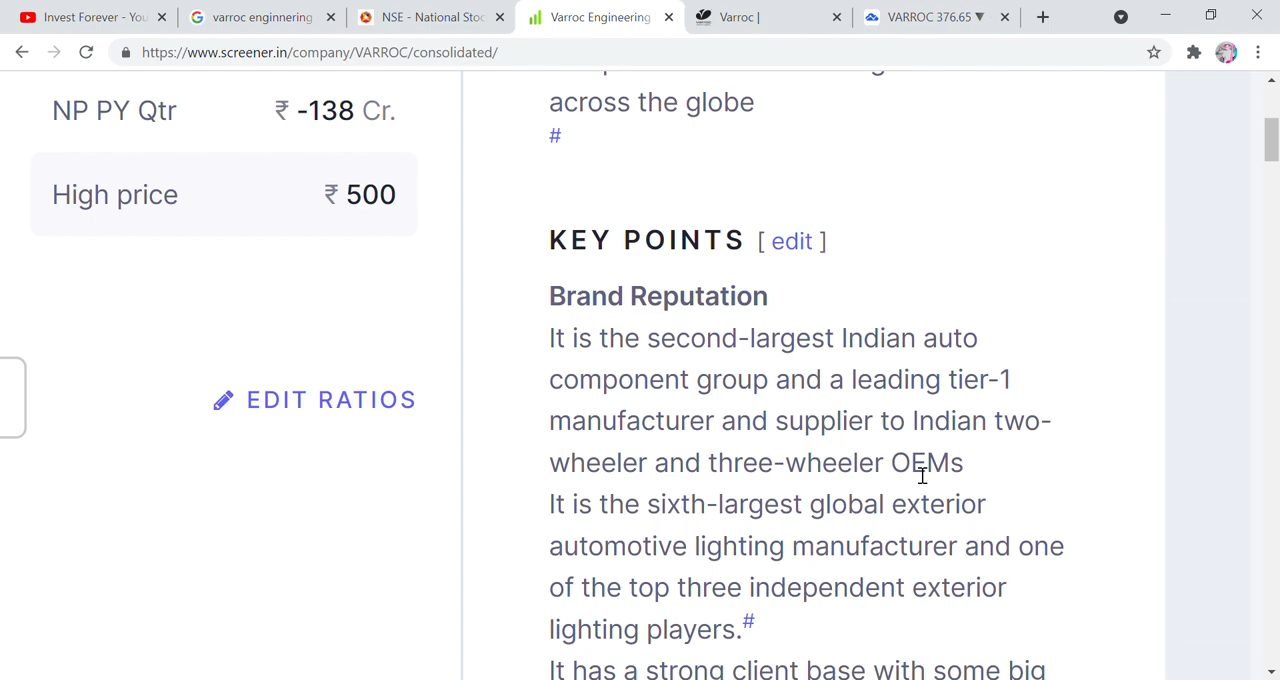 Invest Forever - You
varroc enginnering
NSE - National Stoc
Varroc Engineering
Varroc |
VARROC 376.65 ▼
https://www.screener.in/company/VARROC/consolidated/
NP PY Qtr ₹ -138 Cr.
High price ₹ 500
EDIT RATIOS
across the globe
#
KEY POINTS [ edit ]
Brand Reputation
It is the second-largest Indian auto
component group and a leading tier-1
manufacturer and supplier to Indian two-
wheeler and three-wheeler OEMs
It is the sixth-largest global exterior
automotive lighting manufacturer and one
of the top three independent exterior
lighting players.#
It has a strong client base with some big